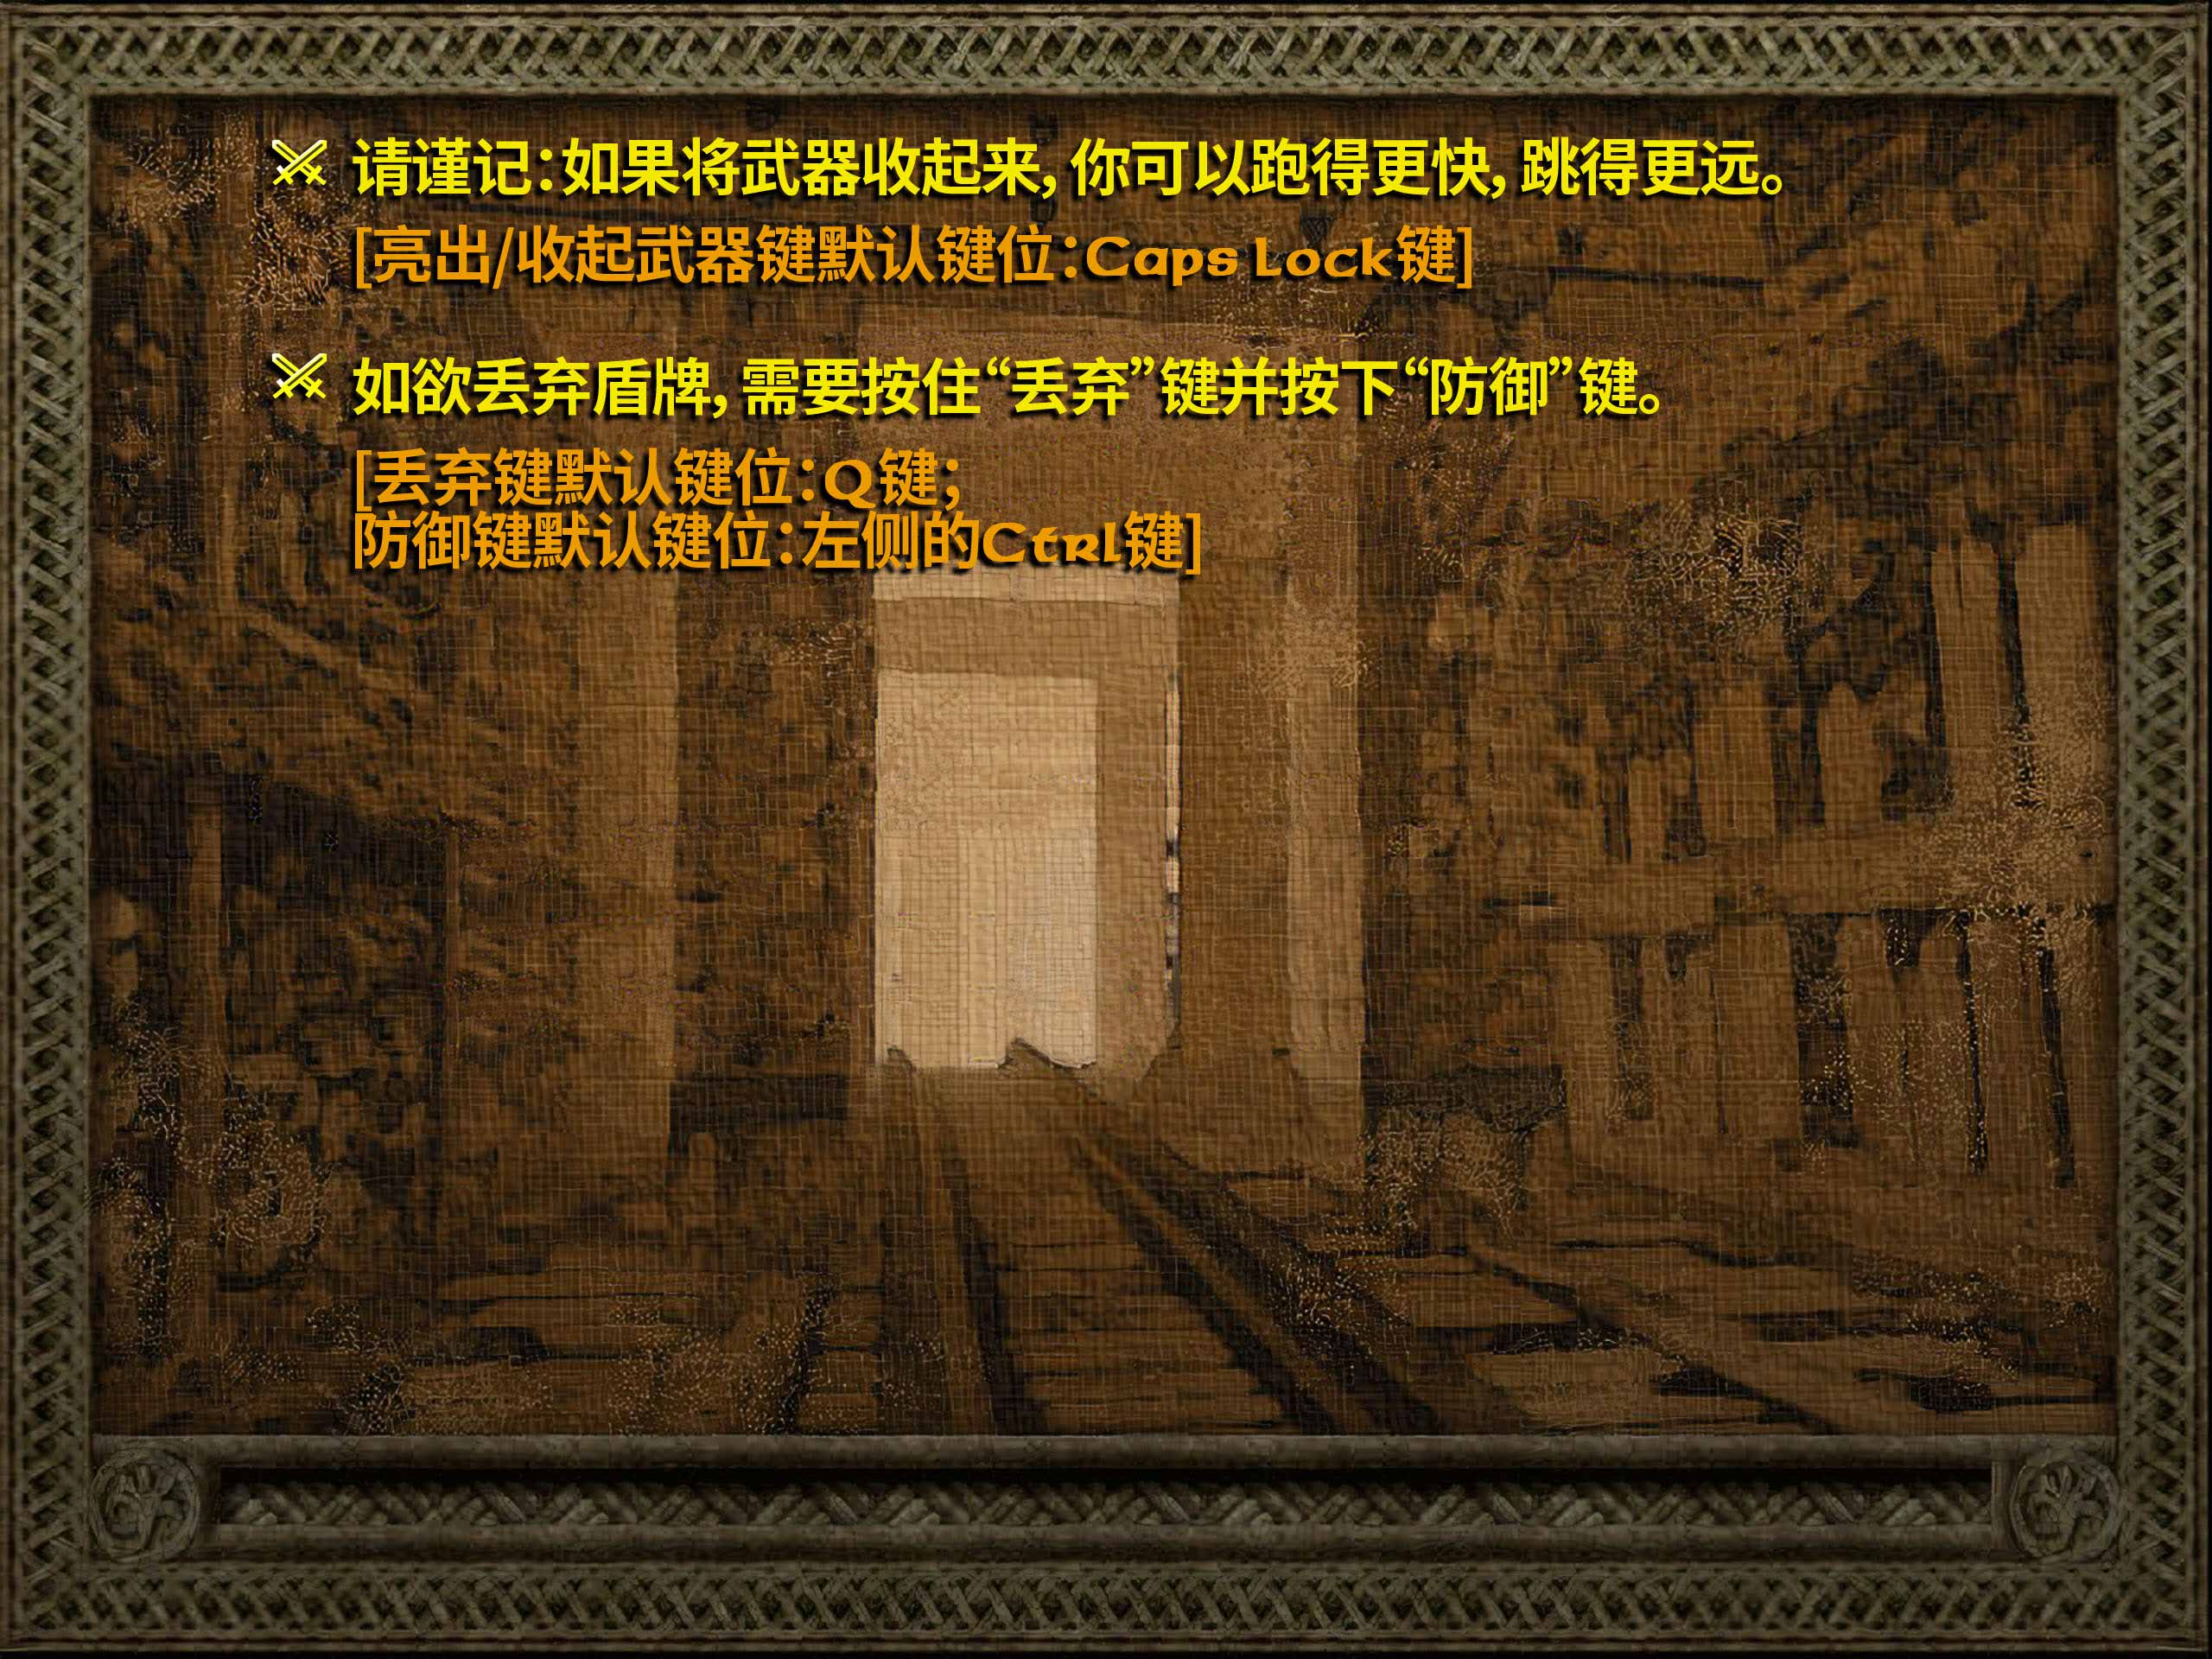 请谨记：如果将武器收起来，你可以跑得更快，跳得更远。
[亮出/收起武器键默认键位：Caps Lock键]
如欲丢弃盾牌，需要按住“丢弃”键并按下“防御”键。
[丢弃键默认键位：Q键；
防御键默认键位：左侧的Ctrl键]